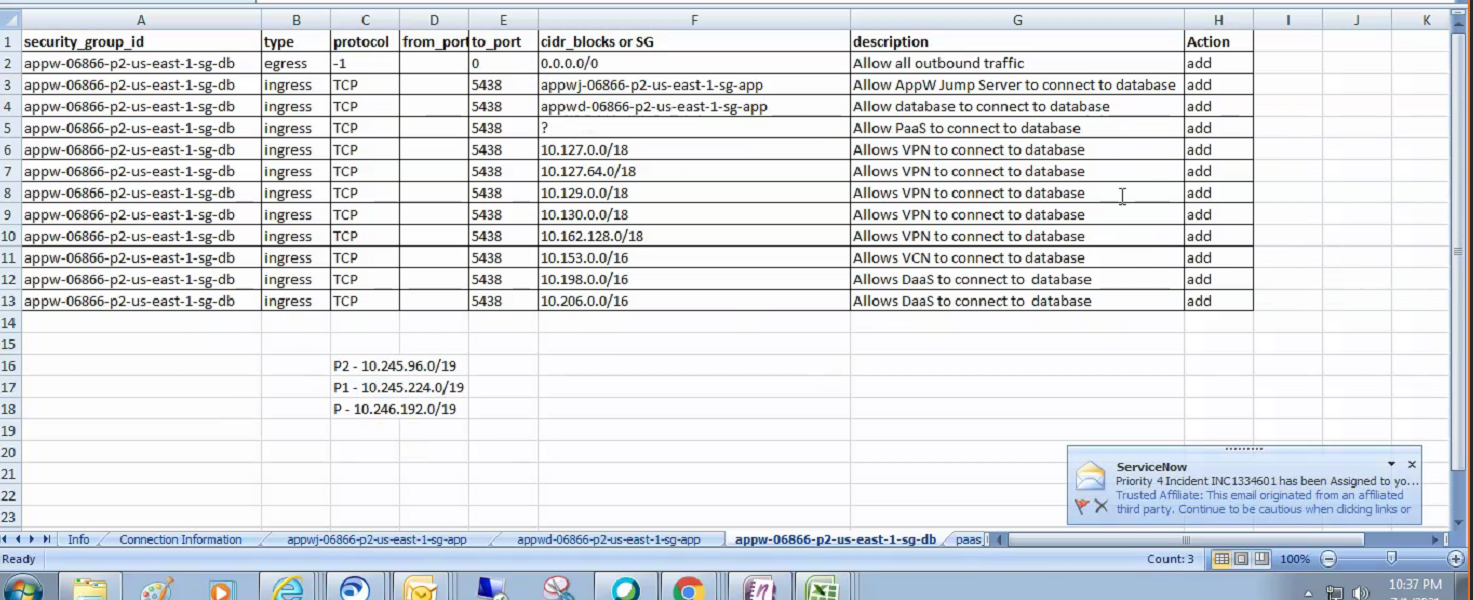 A B C D E F G H I J K
1 security_group_id type protocol from_port to_port cidr_blocks or SG description Action
2 appw-06866-p2-us-east-1-sg-db egress -1 0 0.0.0.0/0 Allow all outbound traffic add
3 appw-06866-p2-us-east-1-sg-db ingress TCP 5438 appwj-06866-p2-us-east-1-sg-app Allow AppW Jump Server to connect to database add
4 appw-06866-p2-us-east-1-sg-db ingress TCP 5438 appwd-06866-p2-us-east-1-sg-app Allow database to connect to database add
5 appw-06866-p2-us-east-1-sg-db ingress TCP 5438 ? Allow PaaS to connect to database add
6 appw-06866-p2-us-east-1-sg-db ingress TCP 5438 10.127.0.0/18 Allows VPN to connect to database add
7 appw-06866-p2-us-east-1-sg-db ingress TCP 5438 10.127.64.0/18 Allows VPN to connect to database add
8 appw-06866-p2-us-east-1-sg-db ingress TCP 5438 10.129.0.0/18 Allows VPN to connect to database add
9 appw-06866-p2-us-east-1-sg-db ingress TCP 5438 10.130.0.0/18 Allows VPN to connect to database add
10 appw-06866-p2-us-east-1-sg-db ingress TCP 5438 10.162.128.0/18 Allows VPN to connect to database add
11 appw-06866-p2-us-east-1-sg-db ingress TCP 5438 10.153.0.0/16 Allows VCN to connect to database add
12 appw-06866-p2-us-east-1-sg-db ingress TCP 5438 10.198.0.0/16 Allows DaaS to connect to database add
13 appw-06866-p2-us-east-1-sg-db ingress TCP 5438 10.206.0.0/16 Allows DaaS to connect to database add
14
15
16 P2 - 10.245.96.0/19
17 P1 - 10.245.224.0/19
18 P - 10.246.192.0/19
19
20
21
22
23
ServiceNow
Priority 4 Incident INC1334601 has been Assigned to yo...
Trusted Affiliate: This email originated from an affiliated
third party. Continue to be cautious when clicking links or
Info Connection Information appwj-06866-p2-us-east-1-sg-app appwd-06866-p2-us-east-1-sg-app appw-06866-p2-us-east-1-sg-db paas
Ready Count: 3 100%
10:37 PM